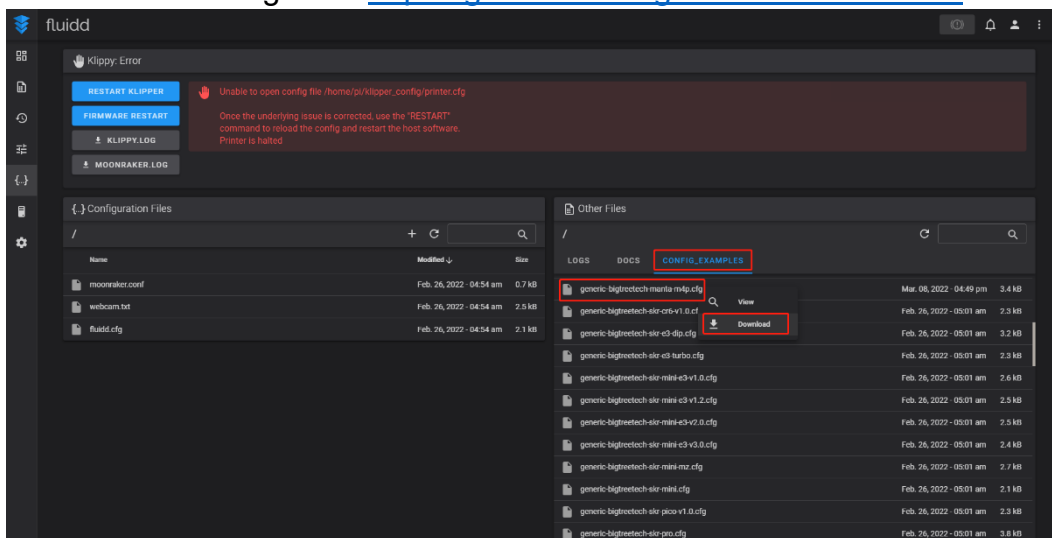 fluidd
Klippy: Error
RESTART KLIPPER
FIRMWARE RESTART
KLIPPY.LOG
MOONRAKER.LOG
Unable to open config file /home/pi/klipper_config/printer.cfg
Once the underlying issue is corrected, use the "RESTART"
command to reload the config and restart the host software.
Printer is halted
{..} Configuration Files
/
Name Modified Size
moonraker.conf Feb. 26, 2022 - 04:54 am 0.7 kB
webcam.txt Feb. 26, 2022 - 04:54 am 2.5 kB
fluidd.cfg Feb. 26, 2022 - 04:54 am 2.1 kB
Other Files
/
LOGS DOCS CONFIG_EXAMPLES
generic-bigtreetech-manta-m4p.cfg Mar. 08, 2022 - 04:49 pm 3.4 kB
View
Download
generic-bigtreetech-skr-cr6-v1.0.cf Feb. 26, 2022 - 05:01 am 2.3 kB
generic-bigtreetech-skr-e3-dip.cfg Feb. 26, 2022 - 05:01 am 3.2 kB
generic-bigtreetech-skr-e3-turbo.cfg Feb. 26, 2022 - 05:01 am 2.3 kB
generic-bigtreetech-skr-mini-e3-v1.0.cfg Feb. 26, 2022 - 05:01 am 2.6 kB
generic-bigtreetech-skr-mini-e3-v1.2.cfg Feb. 26, 2022 - 05:01 am 2.5 kB
generic-bigtreetech-skr-mini-e3-v2.0.cfg Feb. 26, 2022 - 05:01 am 2.5 kB
generic-bigtreetech-skr-mini-e3-v3.0.cfg Feb. 26, 2022 - 05:01 am 2.4 kB
generic-bigtreetech-skr-mini-mz.cfg Feb. 26, 2022 - 05:01 am 2.7 kB
generic-bigtreetech-skr-mini.cfg Feb. 26, 2022 - 05:01 am 2.1 kB
generic-bigtreetech-skr-pico-v1.0.cfg Feb. 26, 2022 - 05:01 am 2.3 kB
generic-bigtreetech-skr-pro.cfg Feb. 26, 2022 - 05:01 am 3.8 kB